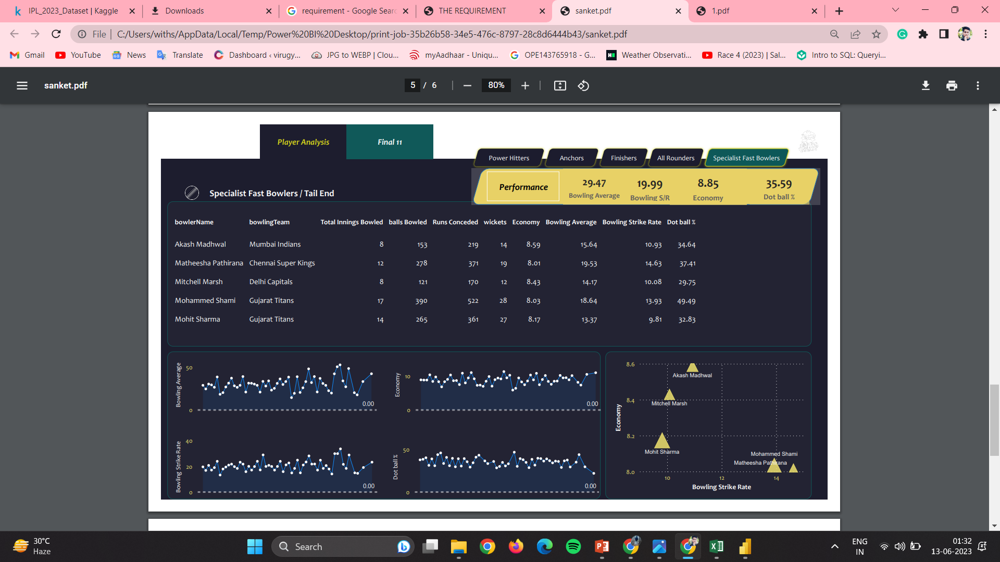 IPL_2023_Dataset | Kaggle
Downloads
requirement - Google Searc
THE REQUIREMENT
sanket.pdf
1.pdf
File | C:/Users/withs/AppData/Local/Temp/Power%20BI%20Desktop/print-job-35b26b58-34e5-476c-8797-28c8d6444b43/sanket.pdf
Gmail
YouTube
News
Translate
Dashboard ‹ virugy...
JPG to WEBP | Clou...
myAadhaar - Uniqu...
OPE143765918 - G...
Weather Observati...
Race 4 (2023) | Sal...
Intro to SQL: Queryi...
sanket.pdf
5 / 6
80%
Player Analysis
Final 11
Power Hitters
Anchors
Finishers
All Rounders
Specialist Fast Bowlers
Performance
29.47
Bowling Average
19.99
Bowling S/R
8.85
Economy
35.59
Dot ball %
Specialist Fast Bowlers / Tail End
bowlerName bowlingTeam Total Innings Bowled balls Bowled Runs Conceded wickets Economy Bowling Average Bowling Strike Rate Dot ball %
Akash Madhwal Mumbai Indians 8 153 219 14 8.59 15.64 10.93 34.64
Matheesha Pathirana Chennai Super Kings 12 278 371 19 8.01 19.53 14.63 37.41
Mitchell Marsh Delhi Capitals 8 121 170 12 8.43 14.17 10.08 29.75
Mohammed Shami Gujarat Titans 17 390 522 28 8.03 18.64 13.93 49.49
Mohit Sharma Gujarat Titans 14 265 361 27 8.17 13.37 9.81 32.83
Bowling Average
50
0
0.00
Economy
10
0
0.00
Bowling Strike Rate
40
20
0
0.00
Dot ball %
50
0
0.00
Economy
8.6
8.4
8.2
8.0
Akash Madhwal
Mitchell Marsh
Mohit Sharma
Mohammed Shami
Matheesha Pathirana
10
12
14
Bowling Strike Rate
30°C
Haze
Search
ENG
IN
01:32
13-06-2023